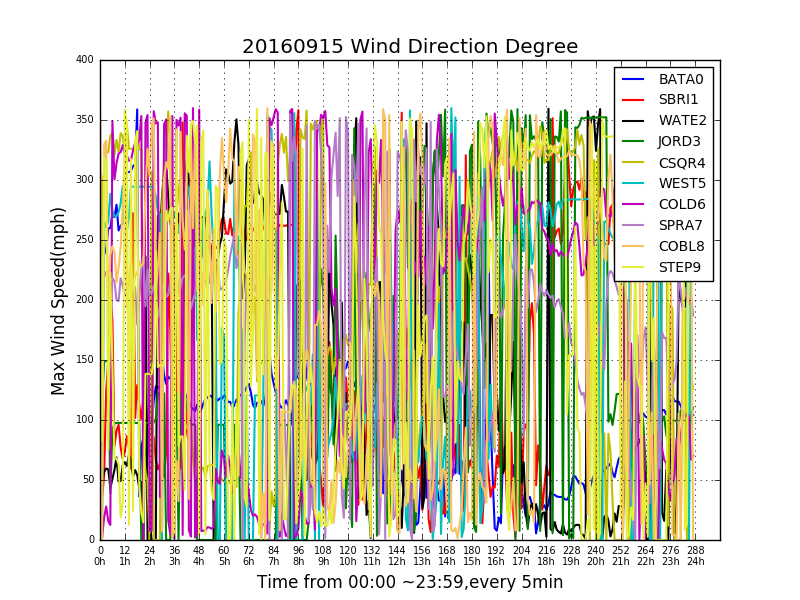 20160915 Wind Direction Degree
Max Wind Speed(mph)
400
350
300
250
200
150
100
50
0
BATA0
SBRI1
WATE2
JORD3
CSQR4
WEST5
COLD6
SPRA7
COBL8
STEP9
0 12 24 36 48 60 72 84 96 108 120 132 144 156 168 180 192 204 216 228 240 252 264 276 288
0h 1h 2h 3h 4h 5h 6h 7h 8h 9h 10h 11h 12h 13h 14h 15h 16h 17h 18h 19h 20h 21h 22h 23h 24h
Time from 00:00 ~23:59,every 5min